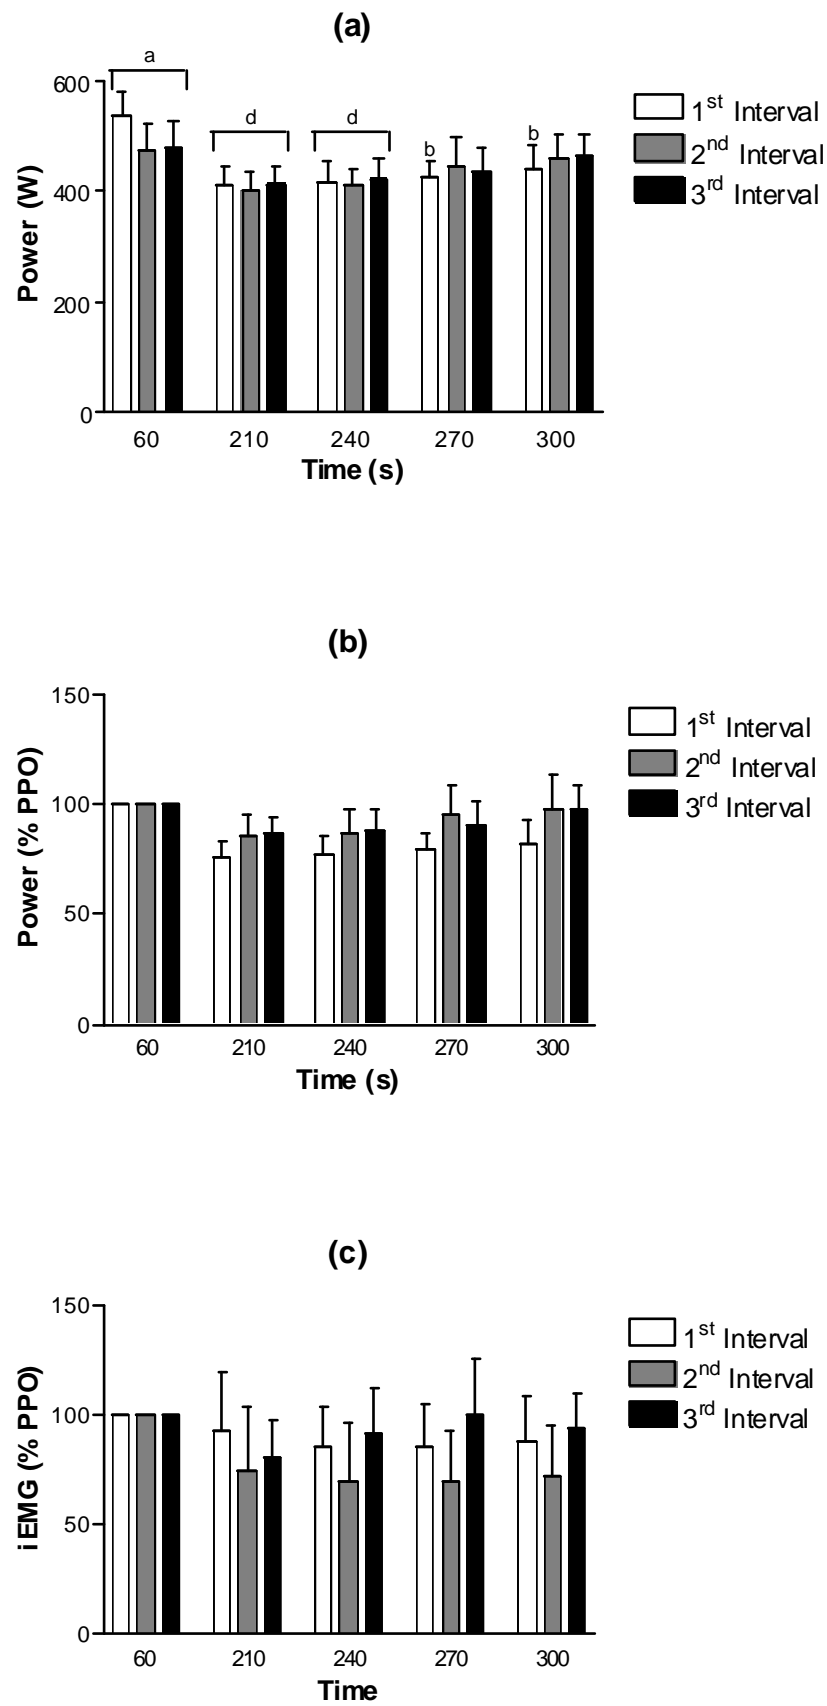 (a)
a
d
d
b
b
600
400
200
0
Power (W)
60 210 240 270 300
Time (s)
1st Interval
2nd Interval
3rd Interval
(b)
150
100
50
0
Power (% PPO)
60 210 240 270 300
Time (s)
1st Interval
2nd Interval
3rd Interval
(c)
150
100
50
0
iEMG (% PPO)
60 210 240 270 300
Time
1st Interval
2nd Interval
3rd Interval